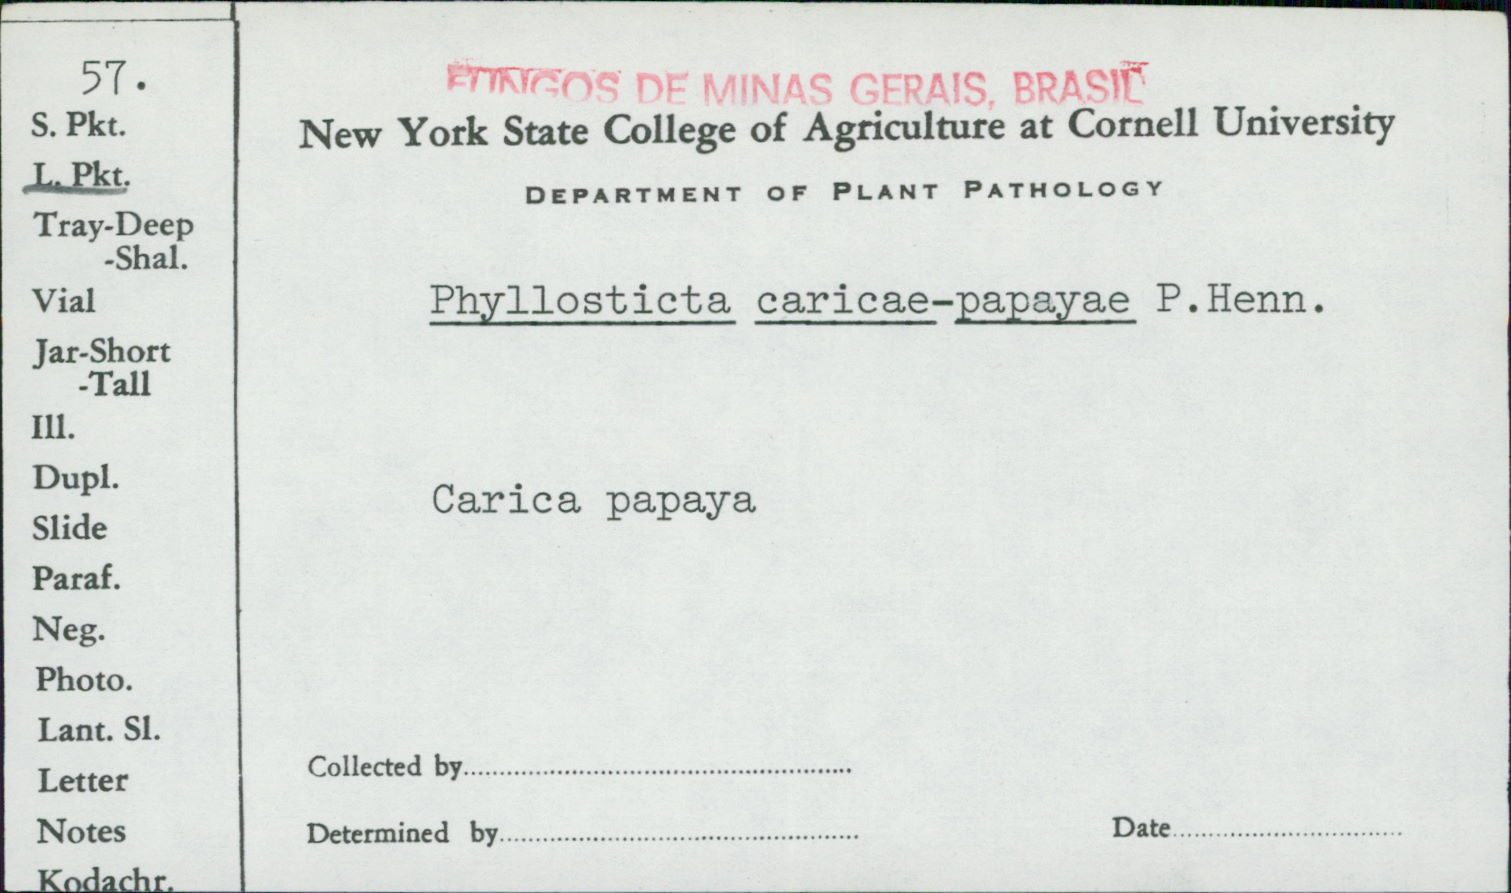 57.
S. Pkt.
L. Pkt.
Tray-Deep
-Shal.
Vial
Jar-Short
-Tall
Ill.
Dupl.
Slide
Paraf.
Neg.
Photo.
Lant. Sl.
Letter
Notes
Kodachr.
FUNGOS DE MINAS GERAIS, BRASIL
New York State College of Agriculture at Cornell University
DEPARTMENT OF PLANT PATHOLOGY
Phyllosticta caricae-papayae P.Henn.
Carica papaya
Collected by
Determined by
Date